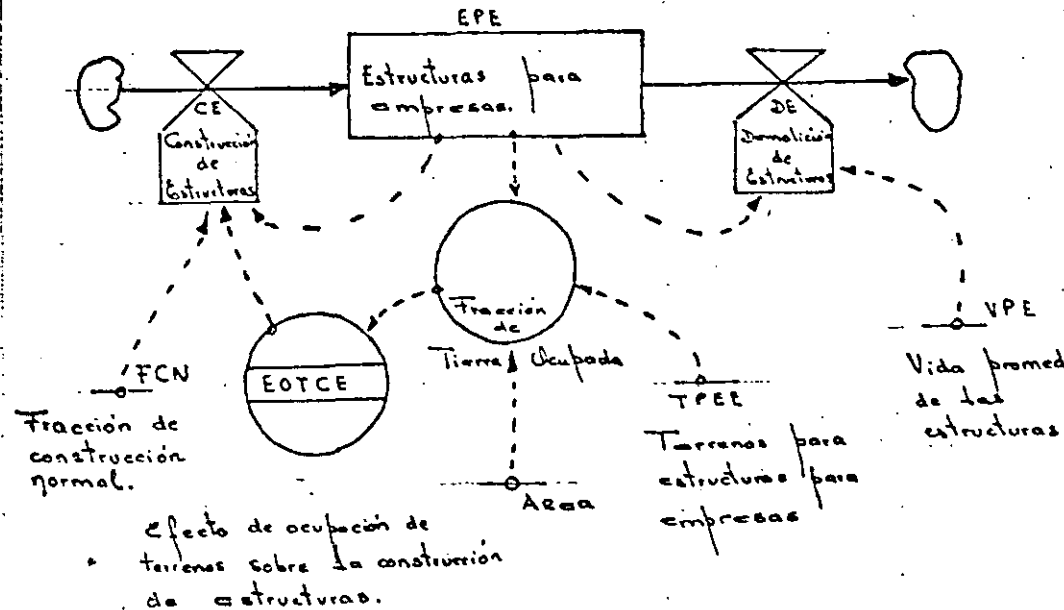 EPE
Estructuras para
empresas.
CE
Construcción
de
Estructuras
DE
Demolición
de
Estructuras
Fracción
de
Tierra Ocupada
FCN
Fracción de
construcción
normal.
EOTCE
Efecto de ocupación de
terrenos sobre la construcción
de estructuras.
Area
TPEE
Terrenos para
estructuras para
empresas
VPE
Vida promed
de las
estructuras